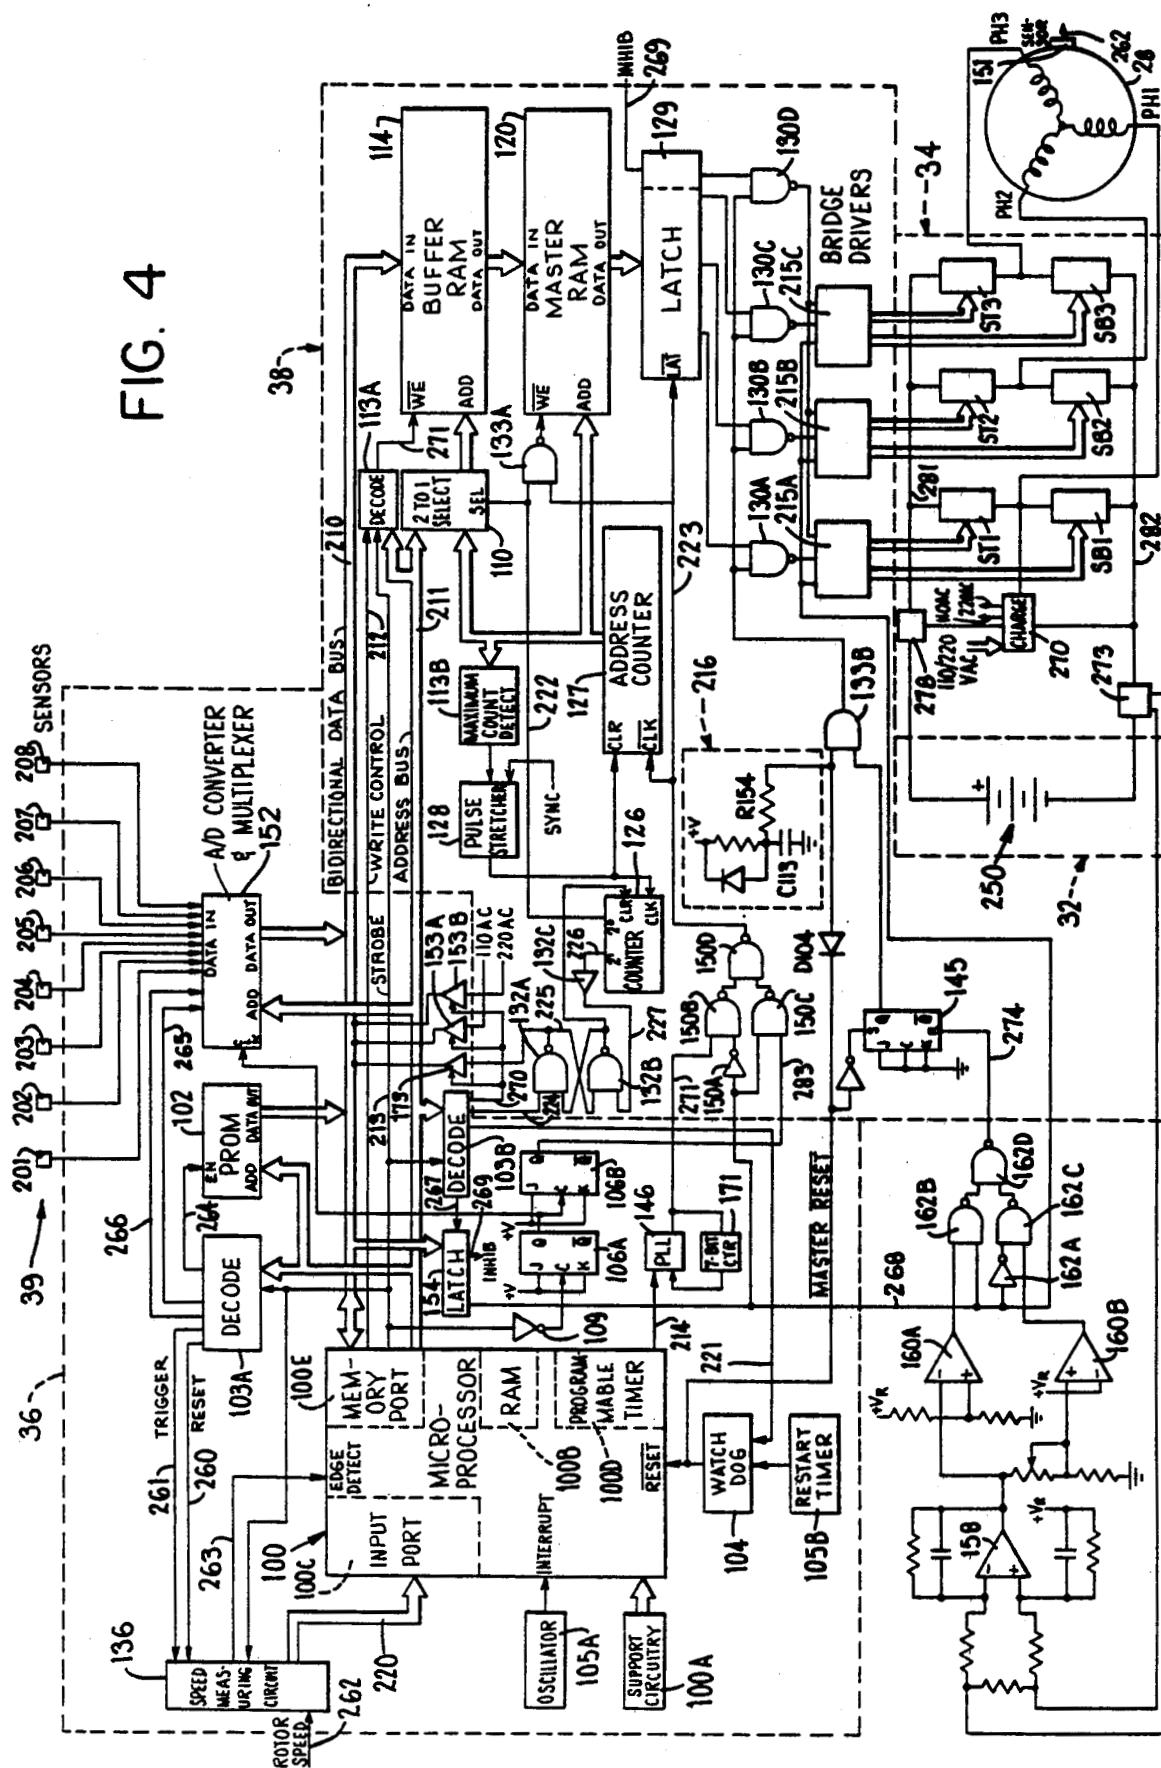 FIG. 4
36
39
SENSORS
201
202
203
204
205
206
207
208
A/D CONVERTER
& MULTIPLEXER
152
DATA IN
ADD
DATA OUT
265
266
TRIGGER
261
RESET
260
263
136
SPEED
MEAS-
URING
CIRCUIT
ROTOR
SPEED
262
220
DECODE
103A
264
102
EN
PROM
ADD
DATA OUT
BIDIRECTIONAL DATA BUS
210
WRITE CONTROL
212
ADDRESS BUS
211
STROBE
213
38
113A
DECODE
271
114
DATA IN
BUFFER
RAM
DATA OUT
WE
ADD
2 TO 1
SELECT
SEL
110
133A
120
DATA IN
MASTER
RAM
DATA OUT
WE
ADD
INHIB
269
129
LATCH
LAT
MAXIMUM
COUNT
DETECT
113B
222
127
ADDRESS
COUNTER
CLR
CLK
223
128
PULSE
STRETCHER
SYNC
126
COUNTER
CLR
CLK
132C
226
227
225
132A
132B
153A
153B
110AC
220AC
173
270
224
DECODE
103B
267
LATCH
154
INHIB
269
+V
J
C
K
Q
Q
106A
+V
J
C
K
Q
Q
106B
109
100
100C
INPUT
PORT
EDGE
DETECT
100E
MEM-
ORY
PORT
MICRO-
PROCESSOR
RAM
100B
PROGRAM-
MABLE
TIMER
100D
INTERRUPT
RESET
OSCILLATOR
105A
SUPPORT
CIRCUITRY
100A
WATCH
DOG
104
RESTART
TIMER
105B
221
214
PLL
146
7-BIT
CTR
171
271
150A
150B
150C
150D
283
216
+V
R154
C113
D104
MASTER RESET
133B
145
S
J
C
K
R
Q
Q
274
130A
130B
130C
130D
215A
215B
215C
BRIDGE
DRIVERS
34
281
282
ST1
ST2
ST3
SB1
SB2
SB3
278
110/220
VAC
110AC
220AC
CHARGE
270
273
250
+
32
PH1
PH2
PH3
151
SEN-
SOR
262
28
268
162A
162B
162C
162D
160A
160B
+VR
+VR
+VR
158